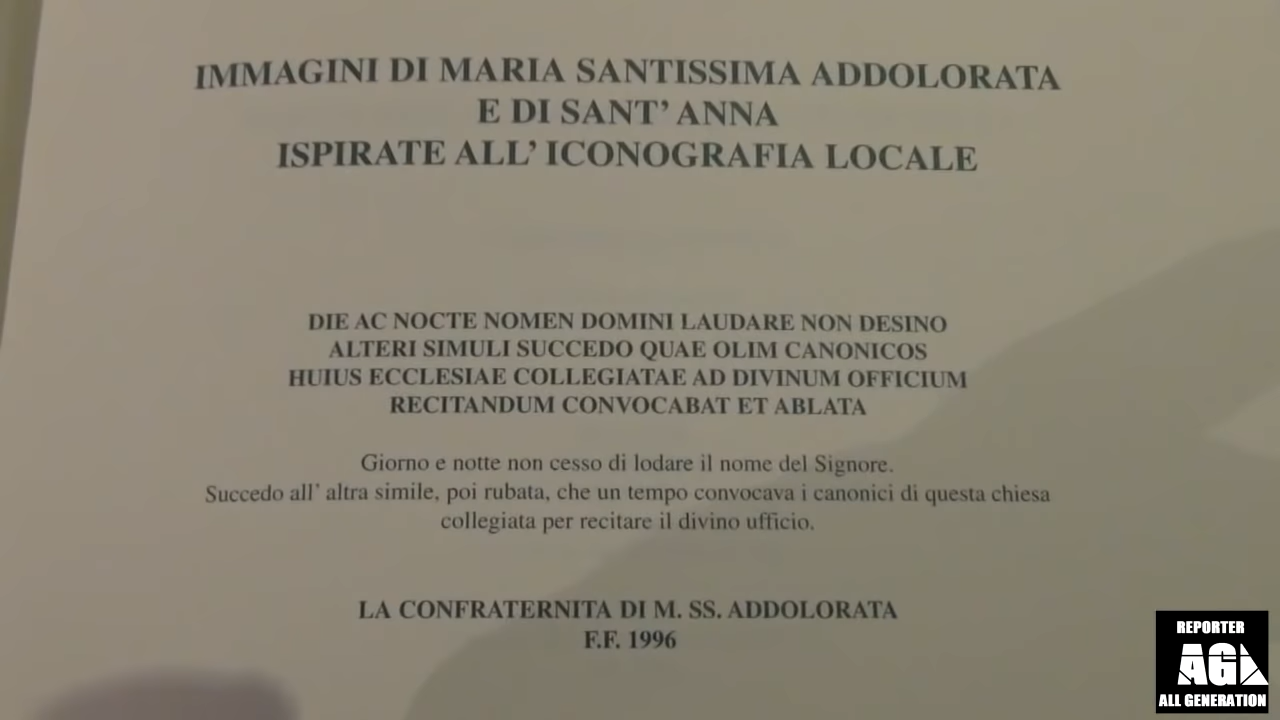 IMMAGINI DI MARIA SANTISSIMA ADDOLORATA
E DI SANT' ANNA
ISPIRATE ALL' ICONOGRAFIA LOCALE
DIE AC NOCTE NOMEN DOMINI LAUDARE NON DESINO
ALTERI SIMULI SUCCEDO QUAE OLIM CANONICOS
HUIUS ECCLESIAE COLLEGIATAE AD DIVINUM OFFICIUM
RECITANDUM CONVOCABAT ET ABLATA
Giorno e notte non cesso di lodare il nome del Signore.
Succedo all' altra simile, poi rubata, che un tempo convocava i canonici di questa chiesa
collegiata per recitare il divino ufficio.
LA CONFRATERNITA DI M. SS. ADDOLORATA
F.F. 1996
REPORTER
AG
ALL GENERATION